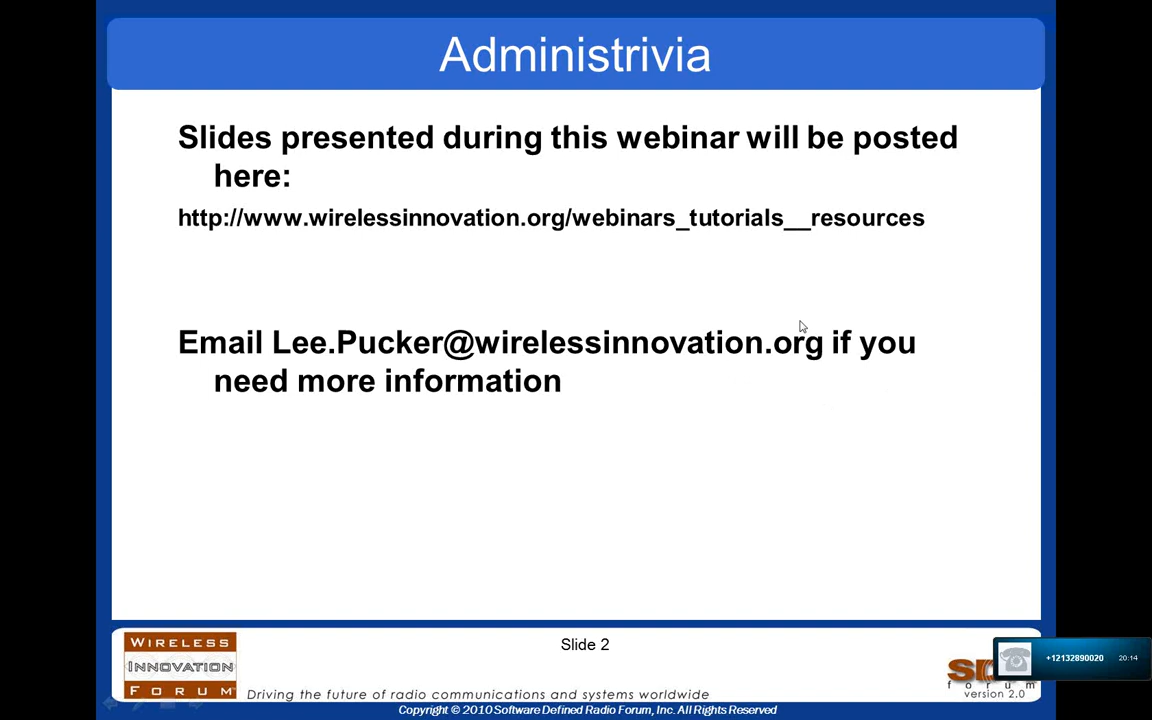 Administrivia
Slides presented during this webinar will be posted
here:
http://www.wirelessinnovation.org/webinars_tutorials__resources
Email Lee.Pucker@wirelessinnovation.org if you
need more information
WIRELESS
INNOVATION
FORUM
Slide 2
Driving the future of radio communications and systems worldwide
forum
version 2.0
+12132890020 20:14
Copyright © 2010 Software Defined Radio Forum, Inc. All Rights Reserved